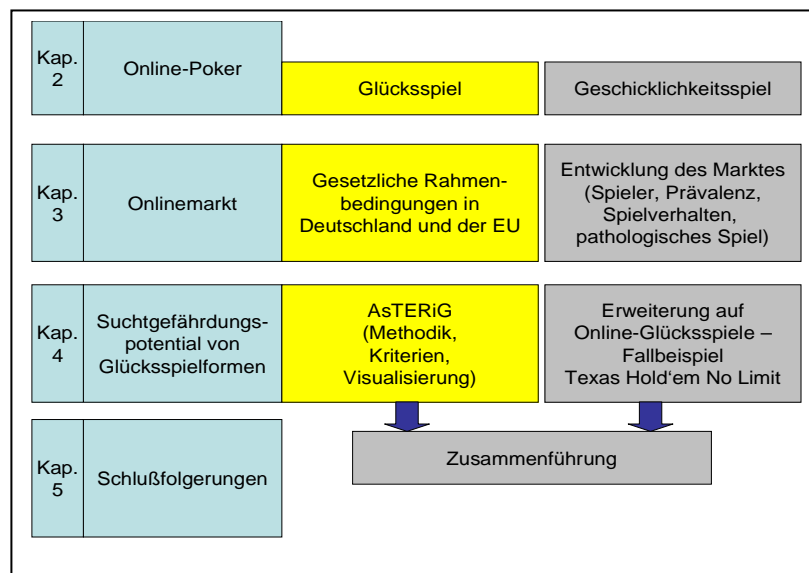 Kap.
2
Online-Poker
Glücksspiel
Geschicklichkeitsspiel
Kap.
3
Onlinemarkt
Gesetzliche Rahmen-
bedingungen in
Deutschland und der EU
Entwicklung des Marktes
(Spieler, Prävalenz,
Spielverhalten,
pathologisches Spiel)
Kap.
4
Suchtgefährdungs-
potential von
Glücksspielformen
AsTERiG
(Methodik,
Kriterien,
Visualisierung)
Erweiterung auf
Online-Glücksspiele –
Fallbeispiel
Texas Hold‘em No Limit
Kap.
5
Schlußfolgerungen
Zusammenführung